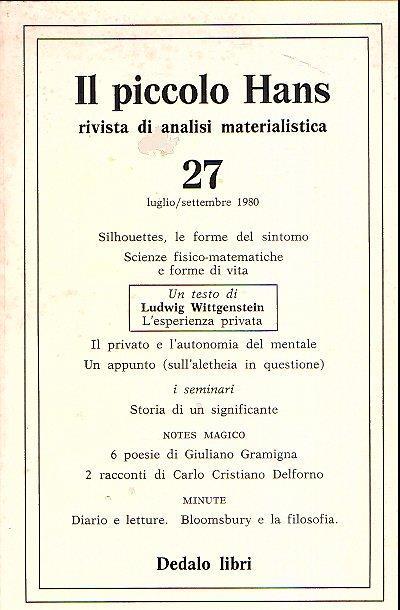 Il piccolo Hans
rivista di analisi materialistica
27
luglio/settembre 1980
Silhouettes, le forme del sintomo
Scienze fisico-matematiche
e forme di vita
Un testo di
Ludwig Wittgenstein
L'esperienza privata
Il privato e l'autonomia del mentale
Un appunto (sull'aletheia in questione)
i seminari
Storia di un significante
NOTES MAGICO
6 poesie di Giuliano Gramigna
2 racconti di Carlo Cristiano Delforno
MINUTE
Diario e letture. Bloomsbury e la filosofia.
Dedalo libri